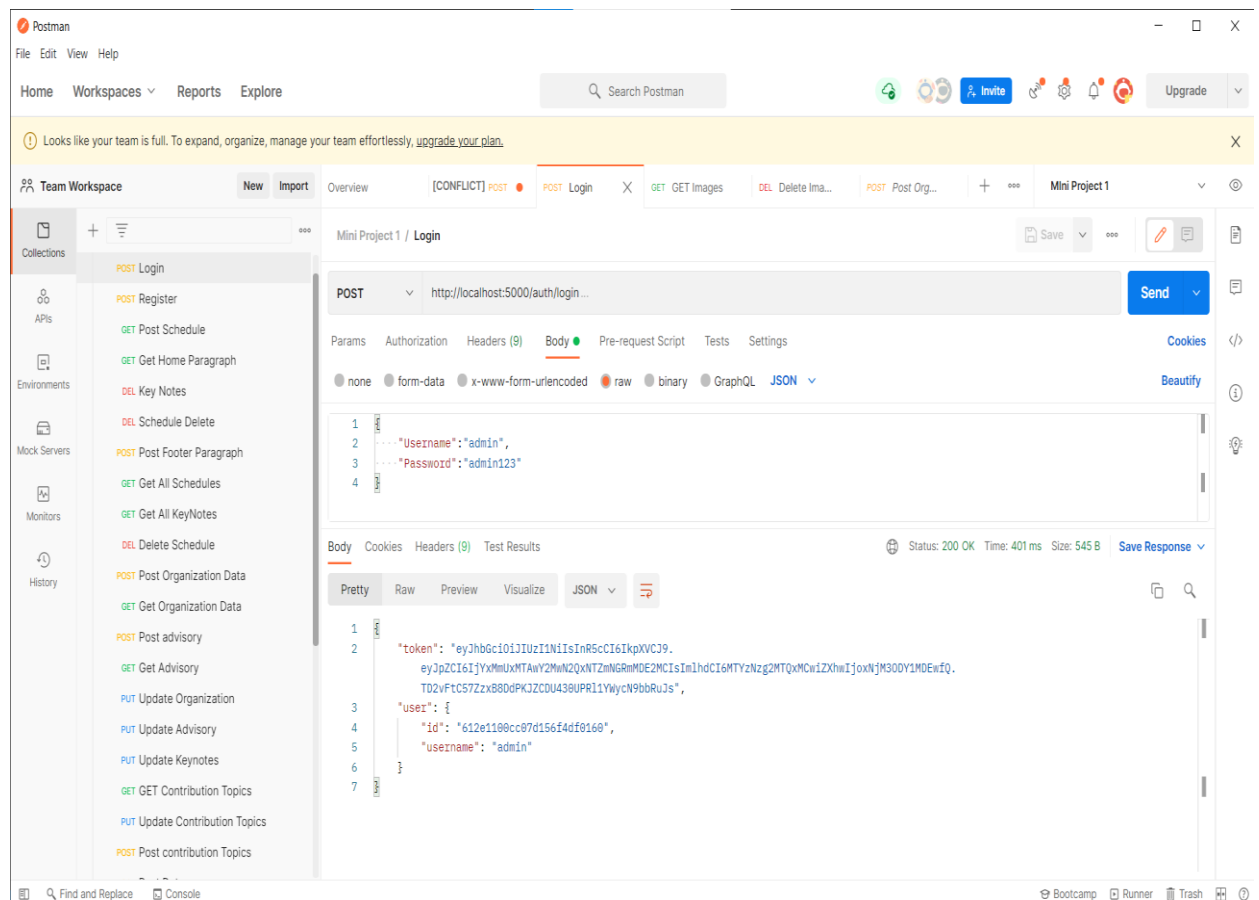 Postman
File Edit View Help
Home Workspaces Reports Explore Search Postman Invite Upgrade
Looks like your team is full. To expand, organize, manage your team effortlessly, upgrade your plan.
Team Workspace New Import Overview [CONFLICT] POST POST Login X GET GET Images DEL Delete Ima... POST Post Org... MIni Project 1
Collections
APIs
Environments
Mock Servers
Monitors
History
POST Login
POST Register
GET Post Schedule
GET Get Home Paragraph
DEL Key Notes
DEL Schedule Delete
POST Post Footer Paragraph
GET Get All Schedules
GET Get All KeyNotes
DEL Delete Schedule
POST Post Organization Data
GET Get Organization Data
POST Post advisory
GET Get Advisory
PUT Update Organization
PUT Update Advisory
PUT Update Keynotes
GET GET Contribution Topics
PUT Update Contribution Topics
POST Post contribution Topics
Mini Project 1 / Login Save
POST http://localhost:5000/auth/login... Send
Params Authorization Headers (9) Body Pre-request Script Tests Settings Cookies
none form-data x-www-form-urlencoded raw binary GraphQL JSON Beautify
1 {
2 "Username":"admin",
3 "Password":"admin123"
4 }
Body Cookies Headers (9) Test Results Status: 200 OK Time: 401 ms Size: 545 B Save Response
Pretty Raw Preview Visualize JSON
1 {
2 "token": "eyJhbGciOiJIUzI1NiIsInR5cCI6IkpXVCJ9.
eyJpZCI6IjYxMmUxMTAwY2MwN2QxNTZmNGRmMDE2MCIsImlhdCI6MTYzNzg2MTQxMCwiZXhwIjoxNjM3ODY1MDEwfQ.
TD2vFtC57ZzxB8DdPKJZCDU430UPRl1YWycN9bbRuJs",
3 "user": {
4 "id": "612e1100cc07d156f4df0160",
5 "username": "admin"
6 }
7 }
Find and Replace Console Bootcamp Runner Trash